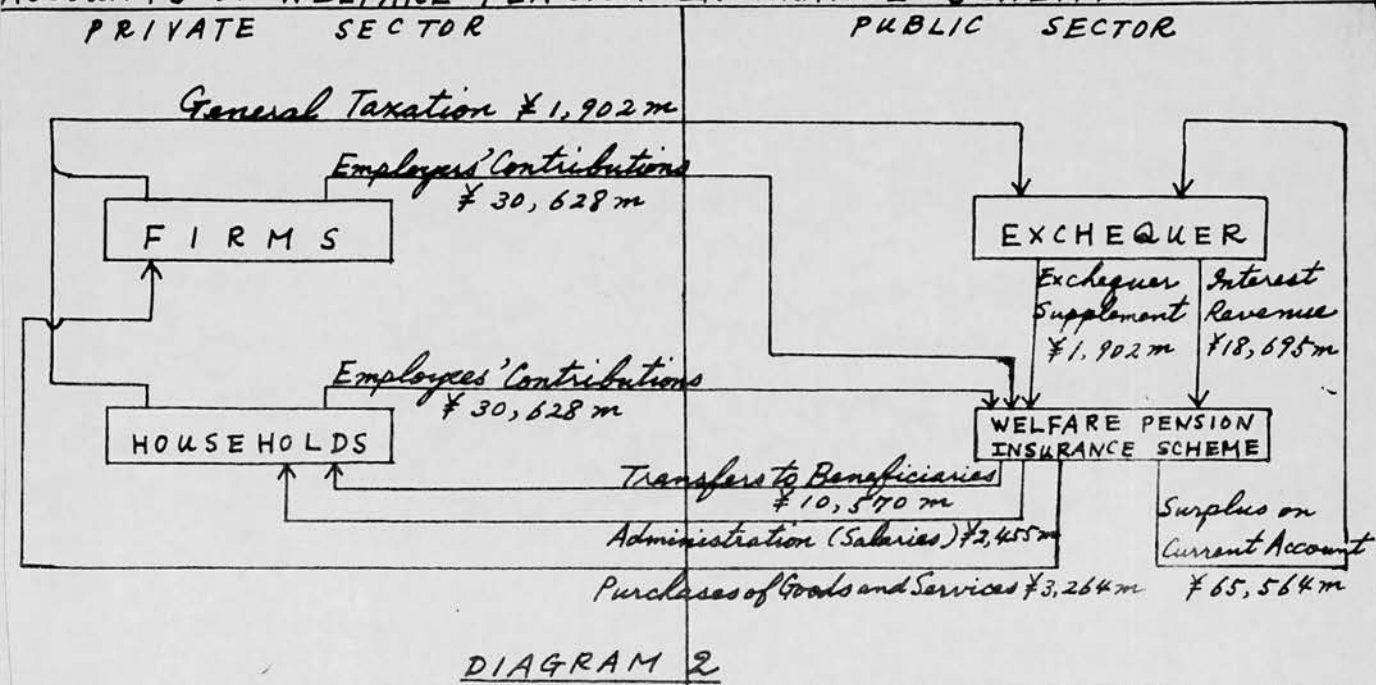 PRIVATE SECTOR
PUBLIC SECTOR
General Taxation ¥1,902m
Employers' Contributions
¥ 30,628m
FIRMS
EXCHEQUER
Exchequer
Supplement
¥1,902m
Interest
Revenue
¥18,695m
Employees' Contributions
¥ 30,628m
HOUSEHOLDS
WELFARE PENSION
INSURANCE SCHEME
Transfers to Beneficiaries
¥10,570m
Administration (Salaries) ¥2,455m
Purchases of Goods and Services ¥3,264m
Surplus on
Current Account
¥65,564m
DIAGRAM 2